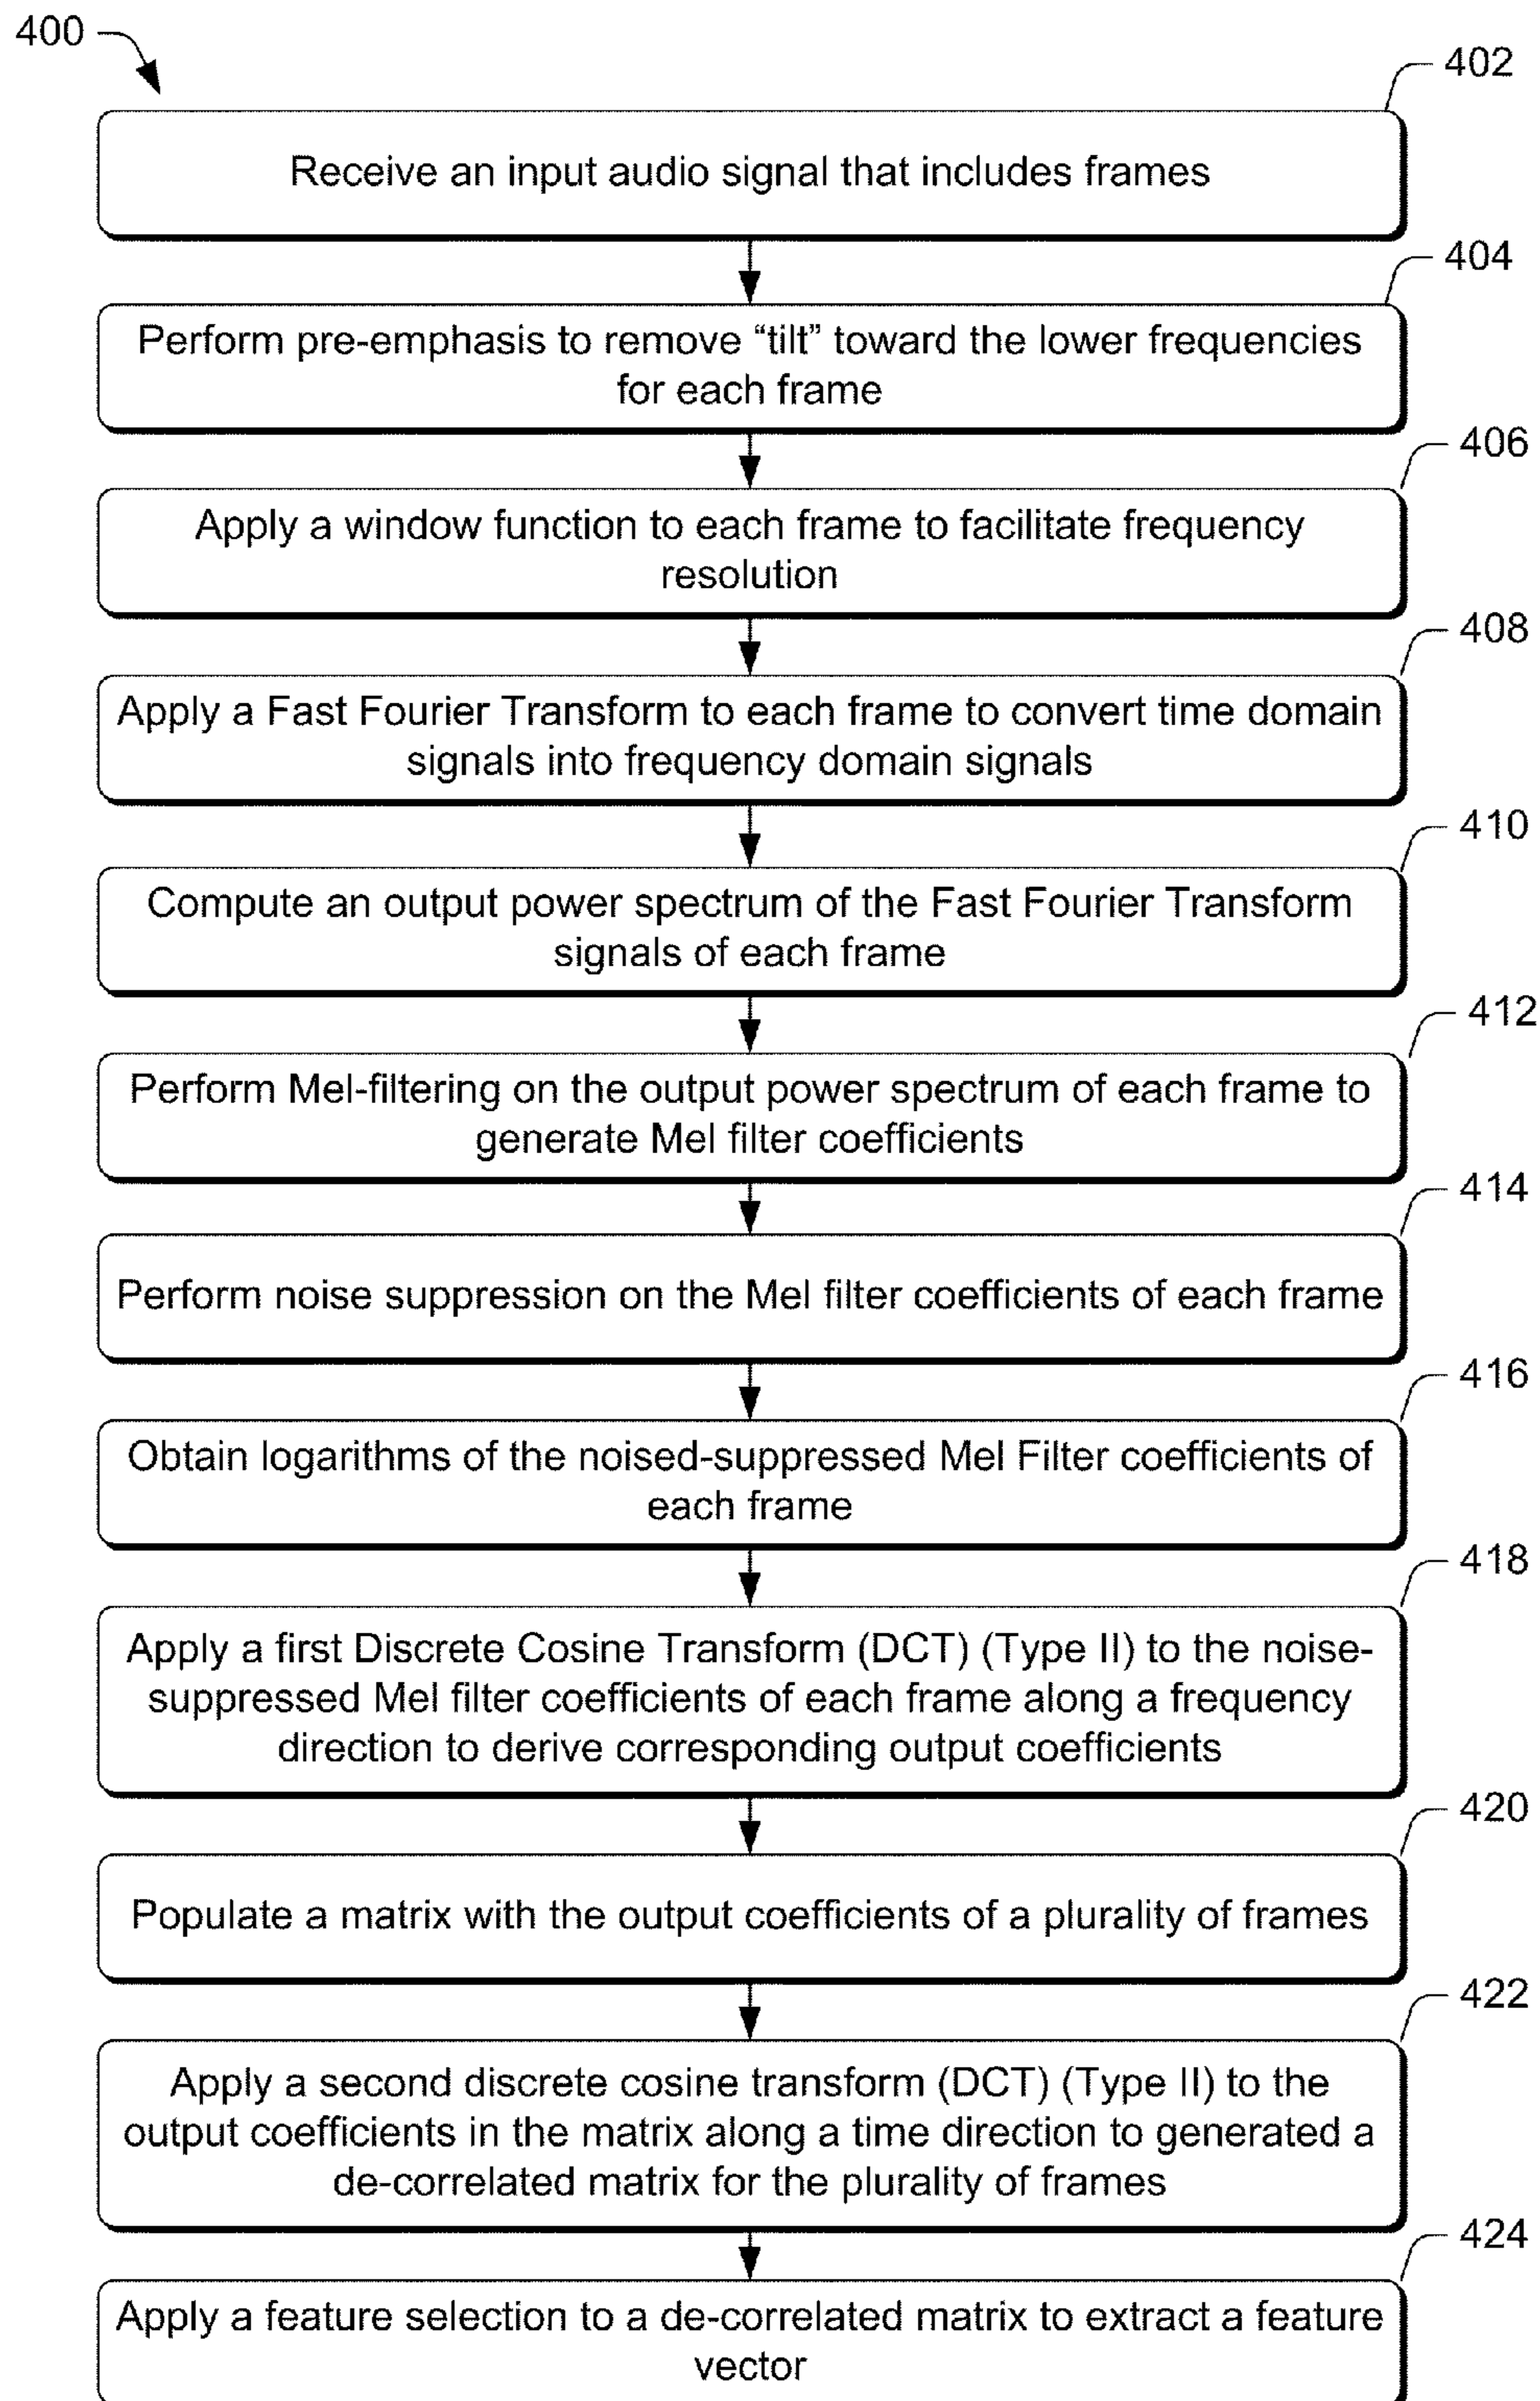 400
402
Receive an input audio signal that includes frames
404
Perform pre-emphasis to remove “tilt” toward the lower frequencies
for each frame
406
Apply a window function to each frame to facilitate frequency
resolution
408
Apply a Fast Fourier Transform to each frame to convert time domain
signals into frequency domain signals
410
Compute an output power spectrum of the Fast Fourier Transform
signals of each frame
412
Perform Mel-filtering on the output power spectrum of each frame to
generate Mel filter coefficients
414
Perform noise suppression on the Mel filter coefficients of each frame
416
Obtain logarithms of the noised-suppressed Mel Filter coefficients of
each frame
418
Apply a first Discrete Cosine Transform (DCT) (Type II) to the noise-
suppressed Mel filter coefficients of each frame along a frequency
direction to derive corresponding output coefficients
420
Populate a matrix with the output coefficients of a plurality of frames
422
Apply a second discrete cosine transform (DCT) (Type II) to the
output coefficients in the matrix along a time direction to generated a
de-correlated matrix for the plurality of frames
424
Apply a feature selection to a de-correlated matrix to extract a feature
vector